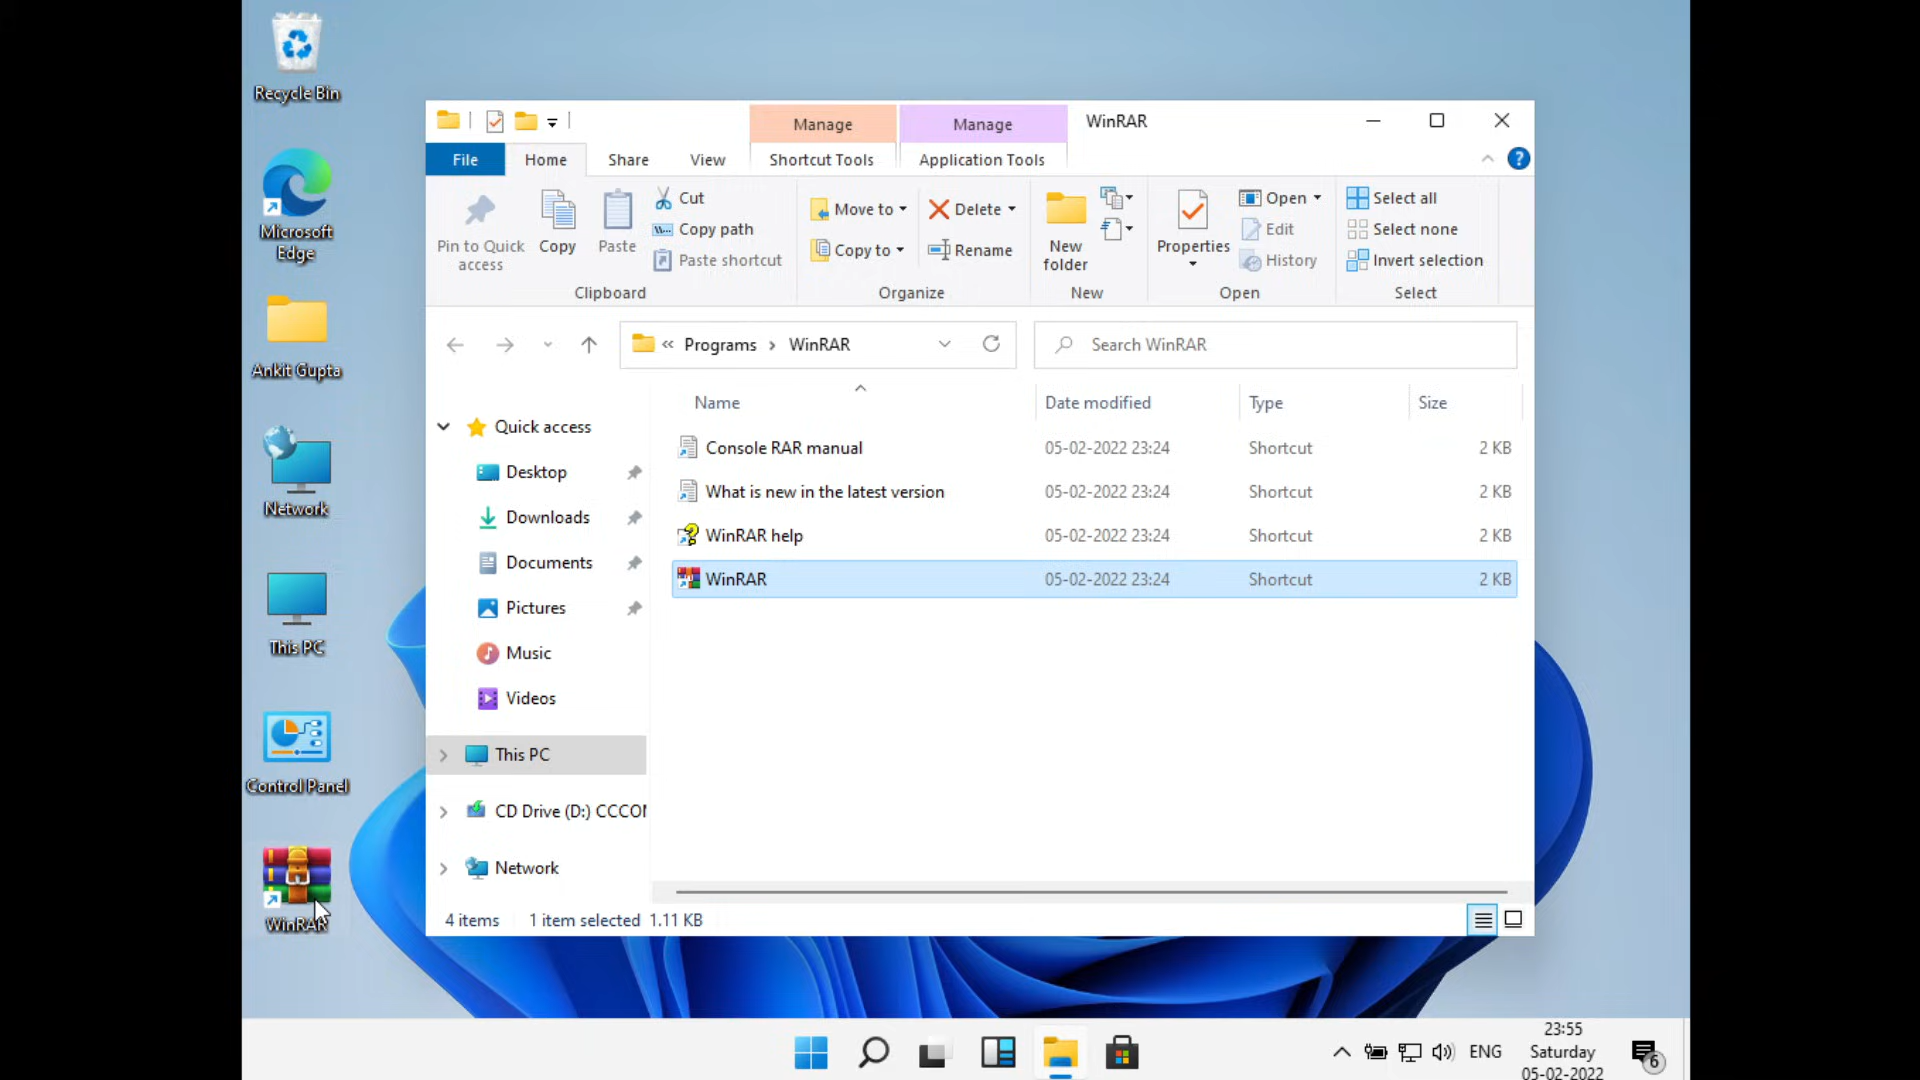 Recycle Bin
Microsoft
Edge
Ankit Gupta
Network
This PC
Control Panel
WinRAR
Manage
Manage
WinRAR
File
Home
Share
View
Shortcut Tools
Application Tools
Pin to Quick
access
Copy
Paste
Cut
Copy path
Paste shortcut
Clipboard
Move to
Copy to
Delete
Rename
Organize
New
folder
New
Properties
Open
Edit
History
Open
Select all
Select none
Invert selection
Select
« Programs › WinRAR
Search WinRAR
Name Date modified Type Size
Console RAR manual 05-02-2022 23:24 Shortcut 2 KB
What is new in the latest version 05-02-2022 23:24 Shortcut 2 KB
WinRAR help 05-02-2022 23:24 Shortcut 2 KB
WinRAR 05-02-2022 23:24 Shortcut 2 KB
Quick access
Desktop
Downloads
Documents
Pictures
Music
Videos
This PC
CD Drive (D:) CCCO
Network
4 items 1 item selected 1.11 KB
ENG
23:55
Saturday
05-02-2022
6